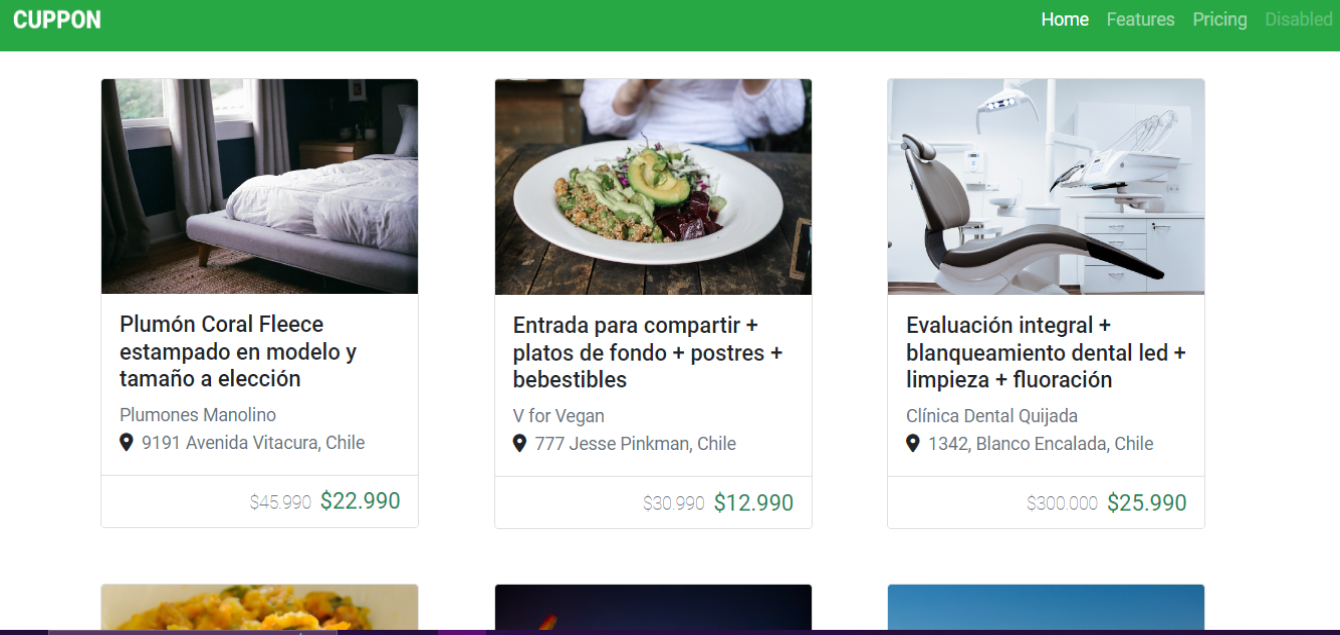 CUPPON
Home Features Pricing Disabled
Plumón Coral Fleece
estampado en modelo y
tamaño a elección
Plumones Manolino
9191 Avenida Vitacura, Chile
$45.990 $22.990
Entrada para compartir +
platos de fondo + postres +
bebestibles
V for Vegan
777 Jesse Pinkman, Chile
$30.990 $12.990
Evaluación integral +
blanqueamiento dental led +
limpieza + fluoración
Clínica Dental Quijada
1342, Blanco Encalada, Chile
$300.000 $25.990